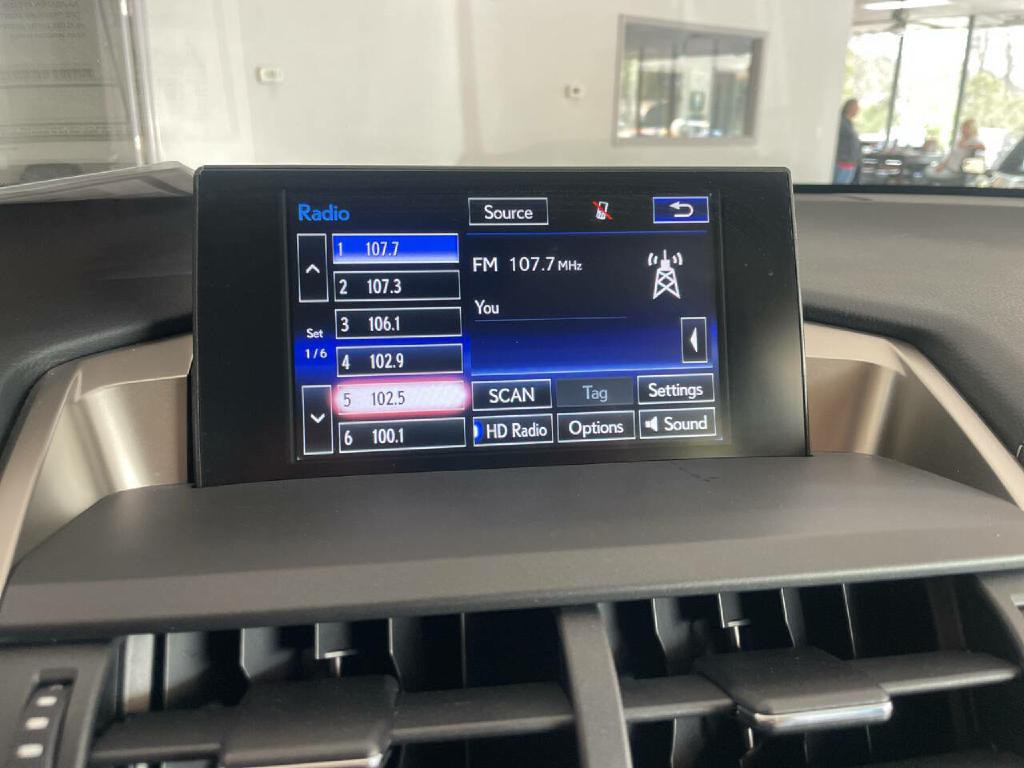 Radio
Source
1 107.7
2 107.3
3 106.1
4 102.9
5 102.5
6 100.1
Set
1/6
FM 107.7 MHz
You
SCAN
Tag
Settings
HD Radio
Options
Sound